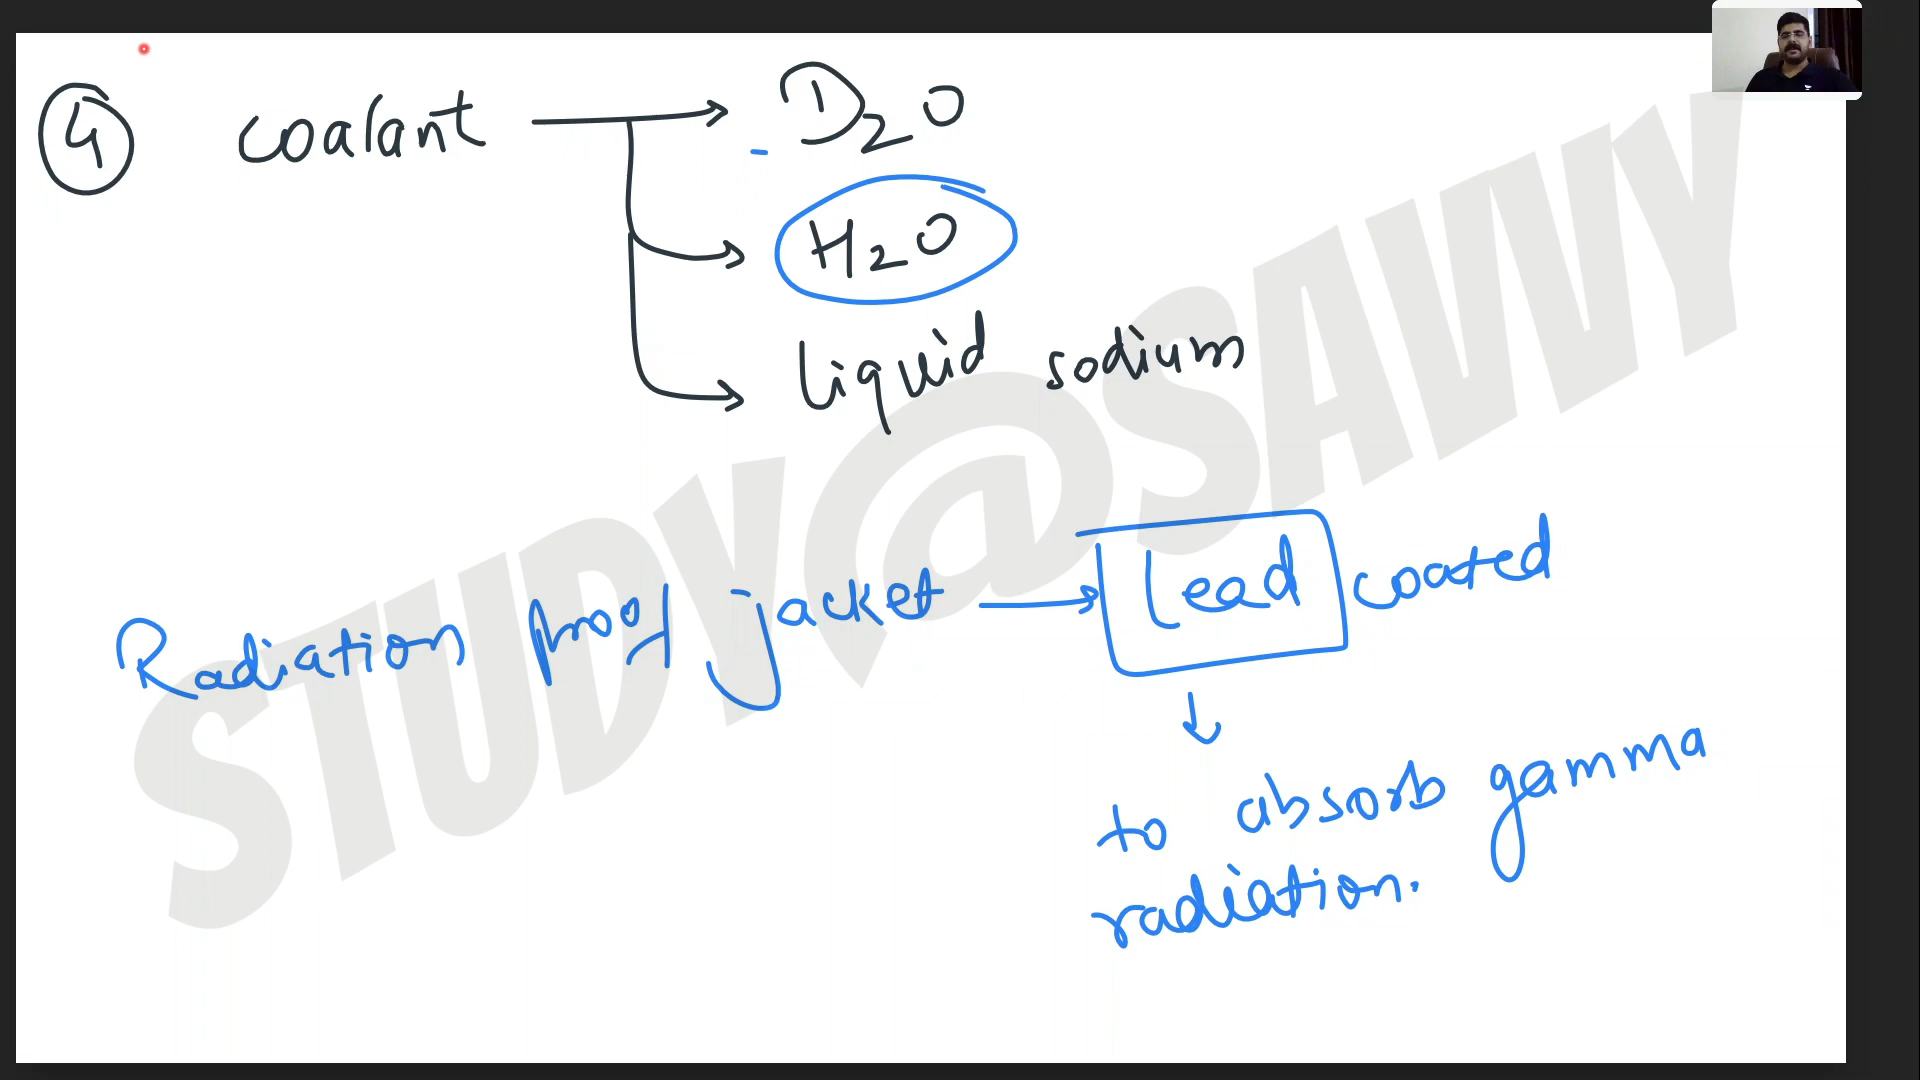 4 coalant → D2O
H2O
liquid sodium
Radiation proof jacket → Lead coated
to absorb gamma
radiation.
STUDY@SAVVY